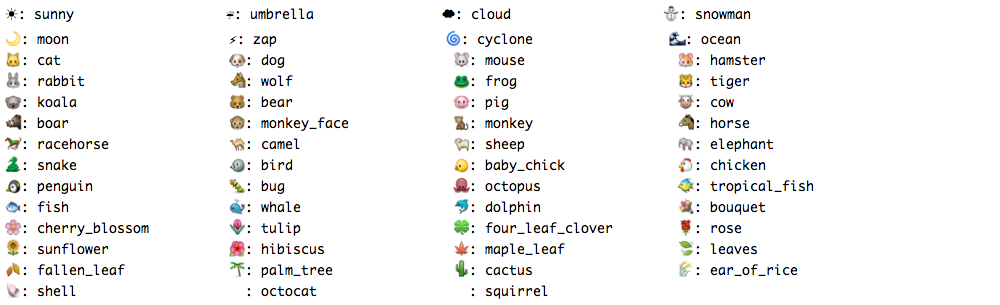 ☀: sunny ☔: umbrella ☁: cloud ⛄: snowman
🌙: moon ⚡: zap 🌀: cyclone 🌊: ocean
🐱: cat 🐶: dog 🐭: mouse 🐹: hamster
🐰: rabbit 🐺: wolf 🐸: frog 🐯: tiger
🐨: koala 🐻: bear 🐷: pig 🐮: cow
🐗: boar 🐵: monkey_face 🐒: monkey 🐴: horse
🐎: racehorse 🐫: camel 🐑: sheep 🐘: elephant
🐍: snake 🐦: bird 🐤: baby_chick 🐔: chicken
🐧: penguin 🐛: bug 🐙: octopus 🐠: tropical_fish
🐟: fish 🐳: whale 🐬: dolphin 💐: bouquet
🌸: cherry_blossom 🌷: tulip 🍀: four_leaf_clover 🌹: rose
🌻: sunflower 🌺: hibiscus 🍁: maple_leaf 🍃: leaves
🍂: fallen_leaf 🌴: palm_tree 🌵: cactus 🌾: ear_of_rice
🐚: shell : octocat : squirrel